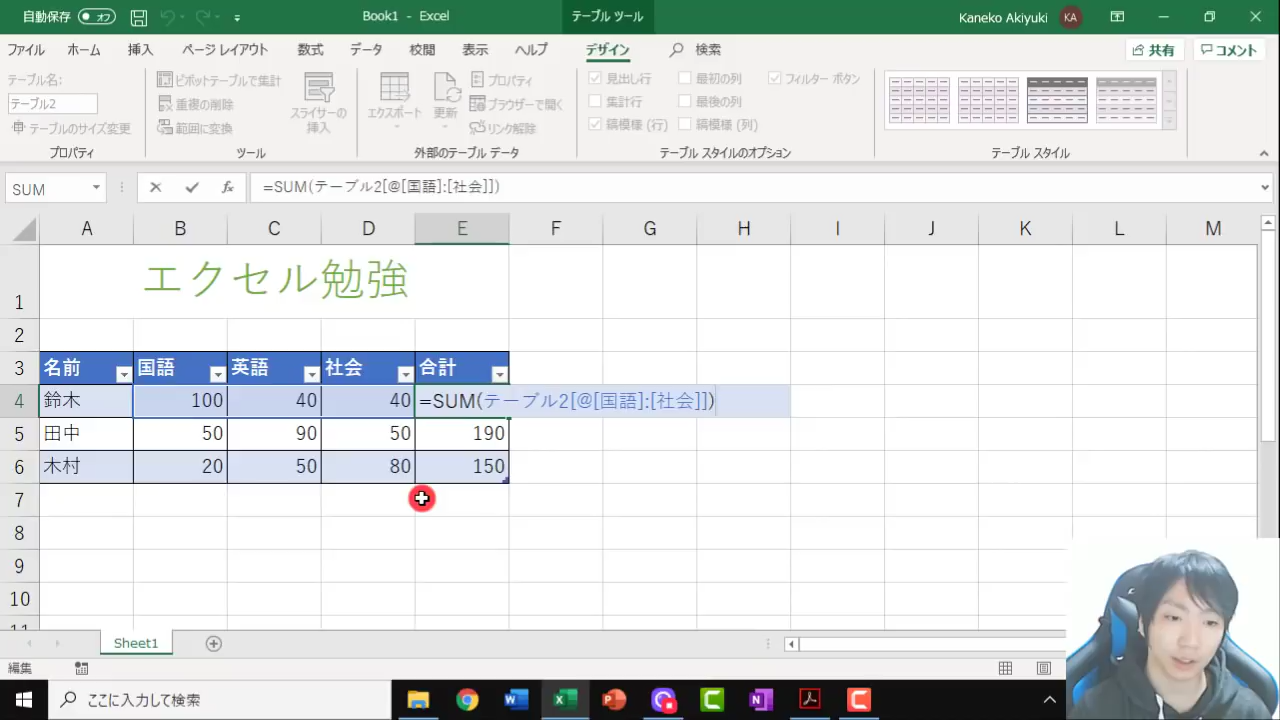 自動保存 オフ Book1 - Excel テーブル ツール Kaneko Akiyuki KA
ファイル ホーム 挿入 ページ レイアウト 数式 データ 校閲 表示 ヘルプ デザイン 検索 共有 コメント
テーブル名:
テーブル2
テーブルのサイズ変更
プロパティ
ピボットテーブルで集計
重複の削除
範囲に変換
スライサーの
挿入
ツール
エクスポート
更新
プロパティ
ブラウザーで開く
リンク解除
外部のテーブル データ
見出し行 最初の列 フィルター ボタン
集計行 最後の列
縞模様 (行) 縞模様 (列)
テーブル スタイルのオプション
テーブル スタイル
SUM fx =SUM(テーブル2[@[国語]:[社会]])
A B C D E F G H I J K L M
1 エクセル勉強
2
3 名前 国語 英語 社会 合計
4 鈴木 100 40 40 =SUM(テーブル2[@[国語]:[社会]])
5 田中 50 90 50 190
6 木村 20 50 80 150
7
8
9
10
11
Sheet1
編集
ここに入力して検索